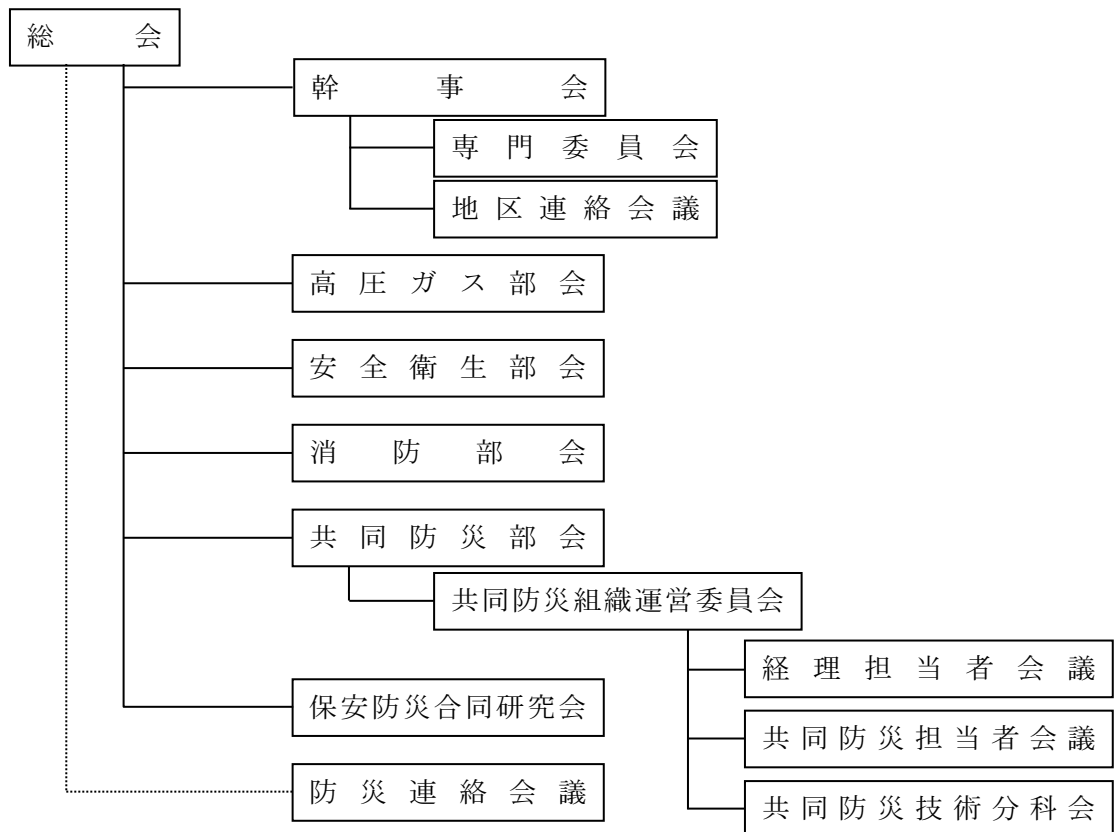 総会
幹事会
専門委員会
地区連絡会議
高圧ガス部会
安全衛生部会
消防部会
共同防災部会
共同防災組織運営委員会
経理担当者会議
保安防災合同研究会
共同防災担当者会議
防災連絡会議
共同防災技術分科会